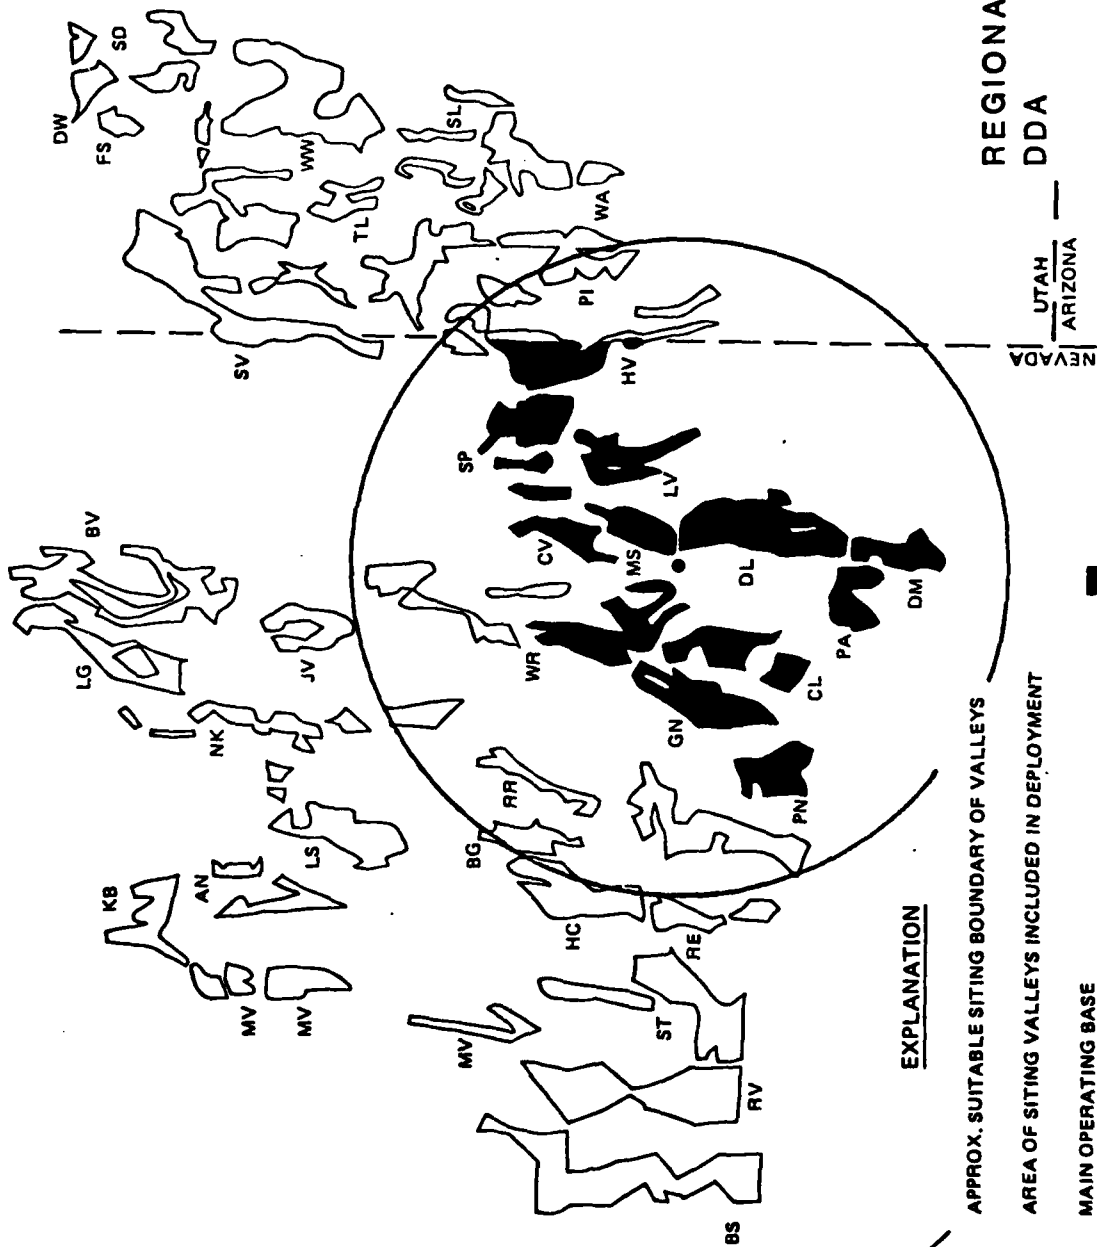 DW
LG
BV
FS
KB
SD
AN
NK
SV
MV
MV
LS
JV
WW
TL
MV
SL
BG
SP
RR
WR
CV
HC
PI
WA
HV
MS
ST
LV
GN
RE
BS
DL
RV
PN
CL
PA
DM
EXPLANATION
APPROX. SUITABLE SITING BOUNDARY OF VALLEYS
REGIONA
AREA OF SITING VALLEYS INCLUDED IN DEPLOYMENT
DDA
NEVADA
UTAH
ARIZONA
MAIN OPERATING BASE